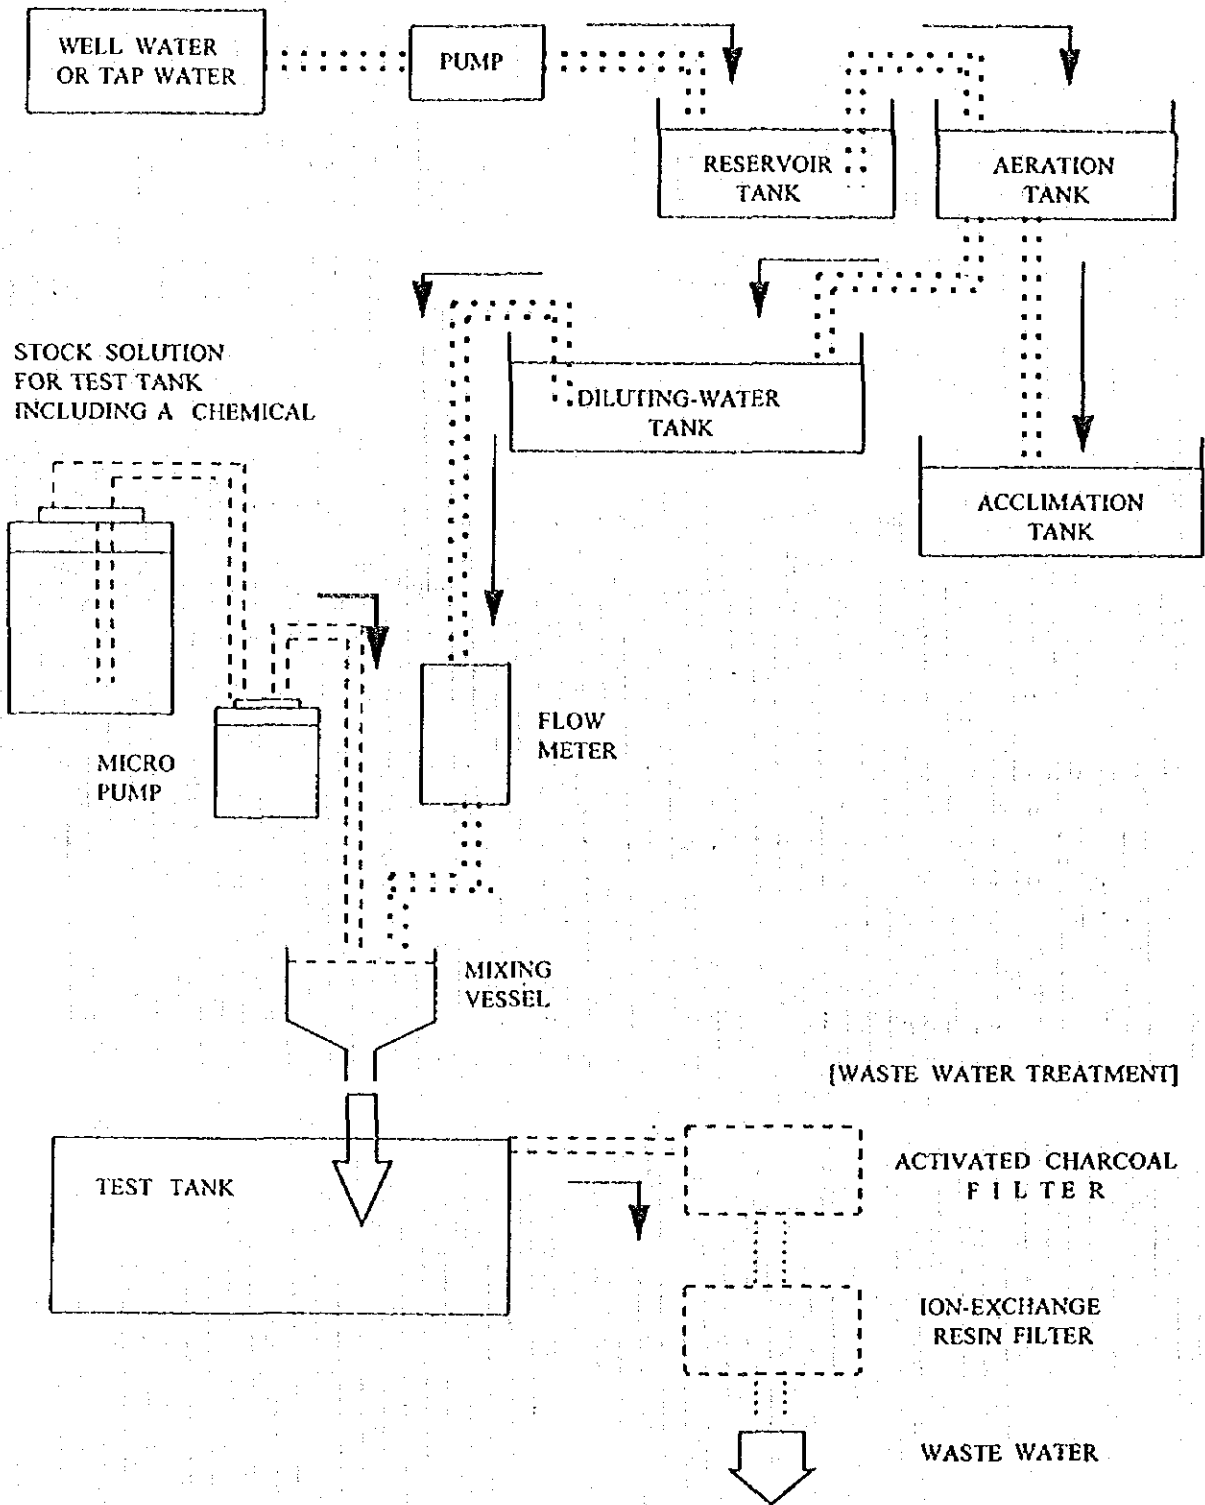 WELL WATER
OR TAP WATER
PUMP
RESERVOIR
TANK
AERATION
TANK
STOCK SOLUTION
FOR TEST TANK
INCLUDING A CHEMICAL
DILUTING-WATER
TANK
ACCLIMATION
TANK
MICRO
PUMP
FLOW
METER
MIXING
VESSEL
[WASTE WATER TREATMENT]
TEST TANK
ACTIVATED CHARCOAL
FILTER
ION-EXCHANGE
RESIN FILTER
WASTE WATER